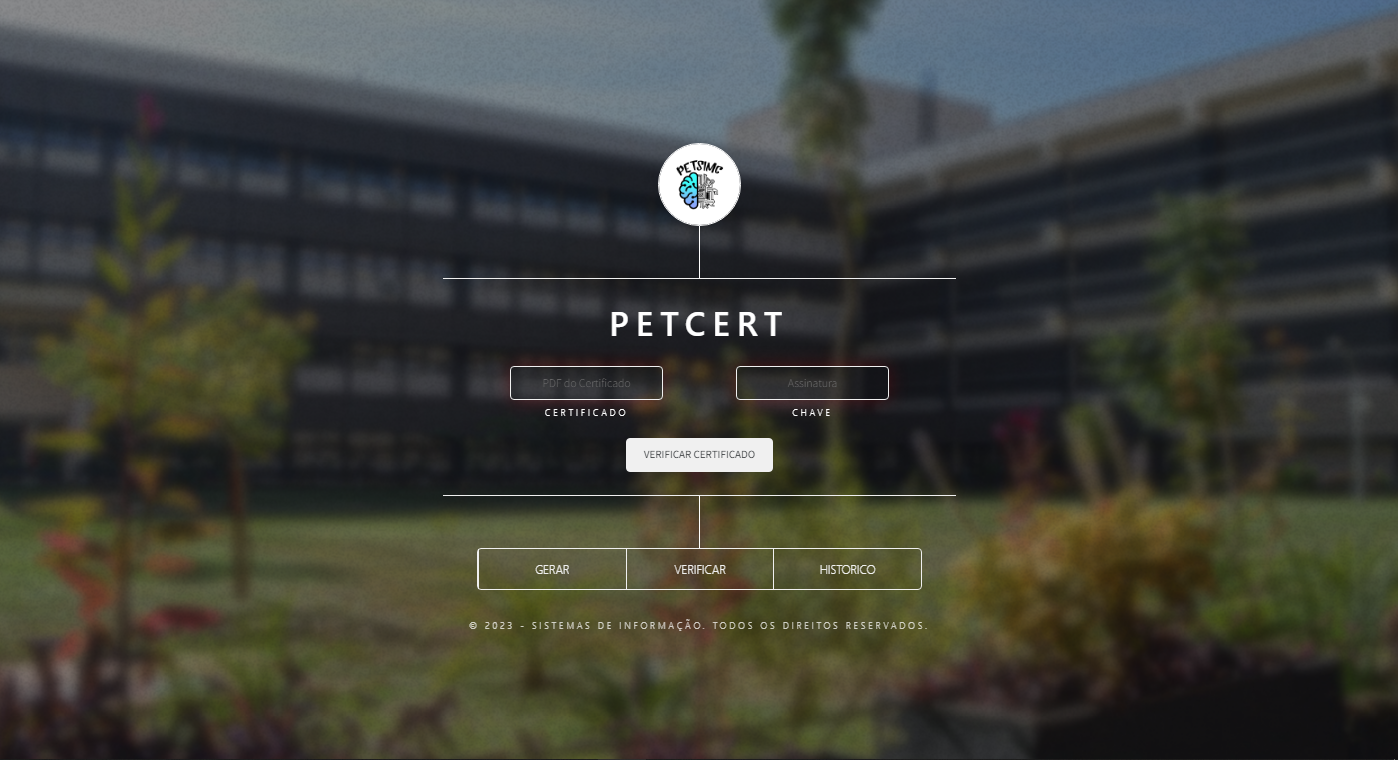 PETSIMC
PETCERT
PDF do Certificado
Assinatura
CERTIFICADO
CHAVE
VERIFICAR CERTIFICADO
GERAR
VERIFICAR
HISTORICO
© 2023 - SISTEMAS DE INFORMAÇÃO. TODOS OS DIREITOS RESERVADOS.